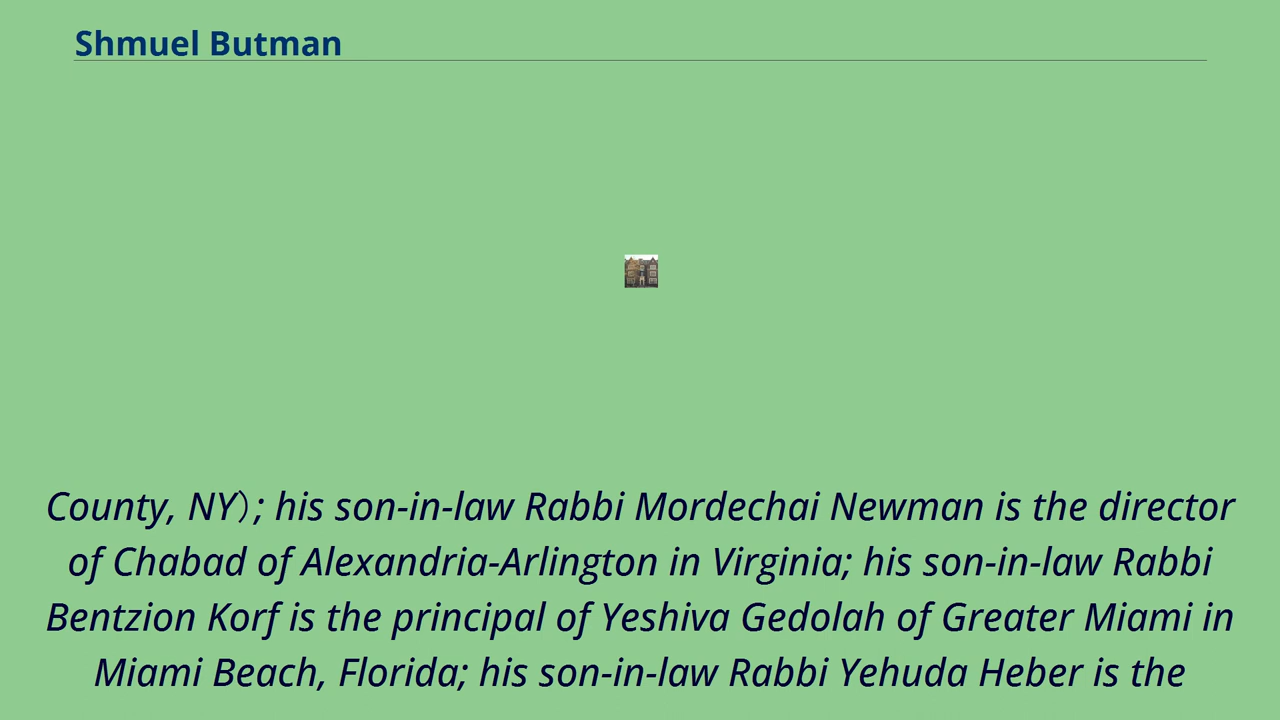 Shmuel Butman
County, NY); his son-in-law Rabbi Mordechai Newman is the director
of Chabad of Alexandria-Arlington in Virginia; his son-in-law Rabbi
Bentzion Korf is the principal of Yeshiva Gedolah of Greater Miami in
Miami Beach, Florida; his son-in-law Rabbi Yehuda Heber is the